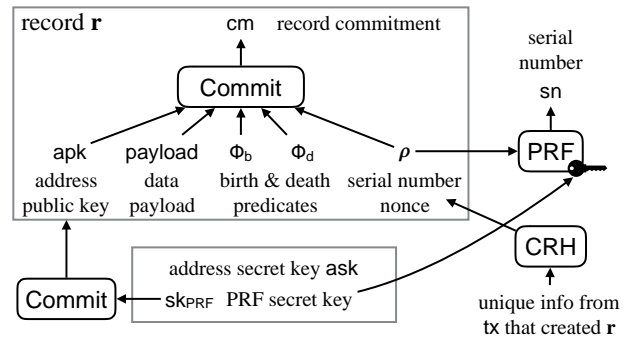 record r
cm record commitment
serial
number
sn
Commit
PRF
apk payload Φb Φd ρ
address data birth & death serial number
public key payload predicates nonce
CRH
address secret key ask
Commit
skPRF PRF secret key
unique info from
tx that created r